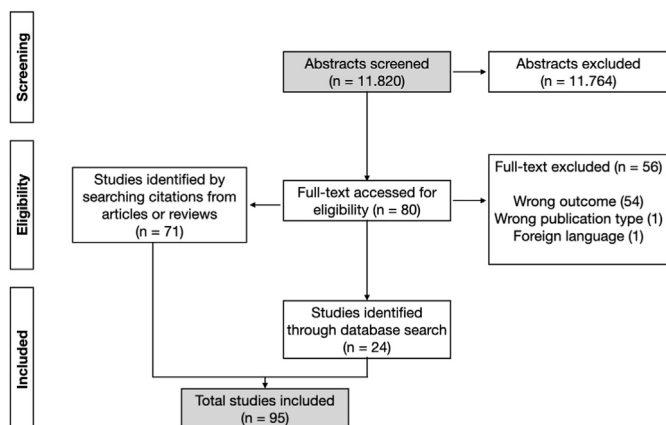 Screening
Abstracts screened
(n = 11.820)
Abstracts excluded
(n = 11.764)
Eligibility
Studies identified by
searching citations from
articles or reviews
(n = 71)
Full-text accessed for
eligibility (n = 80)
Full-text excluded (n = 56)
Wrong outcome (54)
Wrong publication type (1)
Foreign language (1)
Included
Studies identified
through database search
(n = 24)
Total studies included
(n = 95)